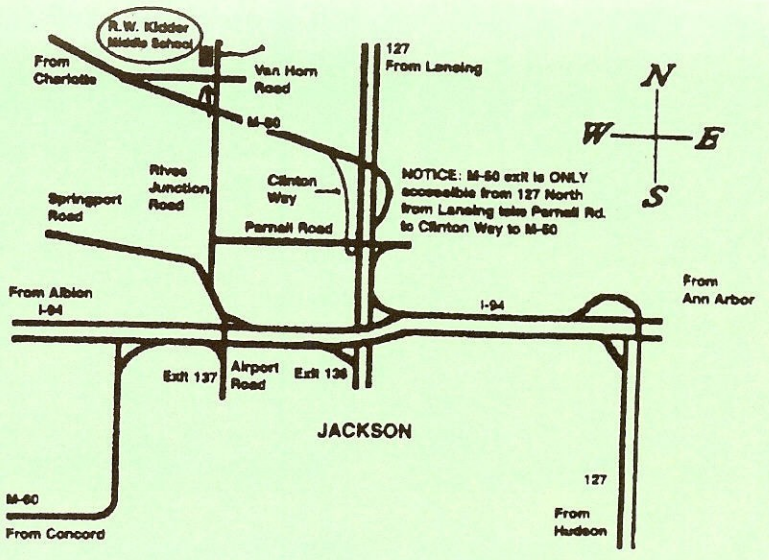 R.W. Kidder
Middle School
From
Charlotte
Van Horn
Road
127
From Lansing
N
W
E
S
M-50
Rives
Junction
Road
Clinton
Way
NOTICE: M-50 exit is ONLY
accessible from 127 North
from Lansing take Parnall Rd.
to Clinton Way to M-50
Springport
Road
Parnall Road
From Albion
I-94
I-94
From
Ann Arbor
Exit 137
Airport
Road
Exit 138
JACKSON
M-60
From Concord
127
From
Hudson